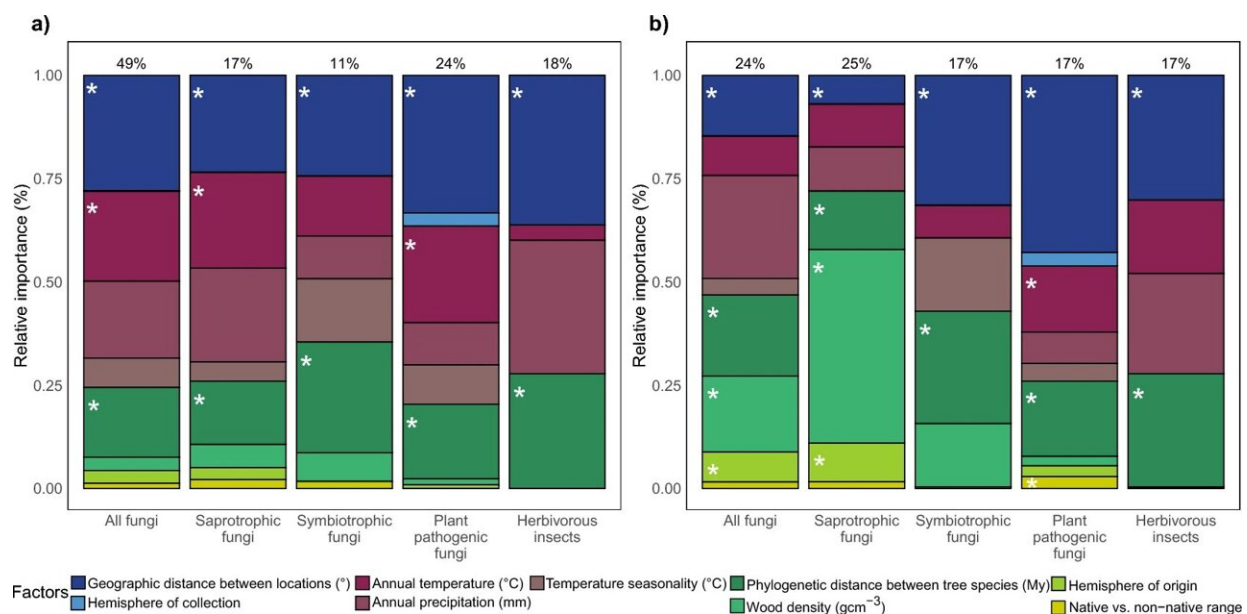 a)
49% 17% 11% 24% 18%
1.00
0.75
0.50
0.25
0.00
Relative importance (%)
* * * * *
* *
*
* *
* * *
All fungi Saprotrophic Symbiotrophic Plant Herbivorous
fungi fungi pathogenic insects
fungi
b)
24% 25% 17% 17% 17%
1.00
0.75
0.50
0.25
0.00
Relative importance (%)
* * * * *
*
*
*
* *
* * *
* *
*
All fungi Saprotrophic Symbiotrophic Plant Herbivorous
fungi fungi pathogenic insects
fungi
Factors
Geographic distance between locations (°) Annual temperature (°C) Temperature seasonality (°C) Phylogenetic distance between tree species (My) Hemisphere of origin
Hemisphere of collection Annual precipitation (mm) Wood density (gcm⁻³) Native vs. non−native range